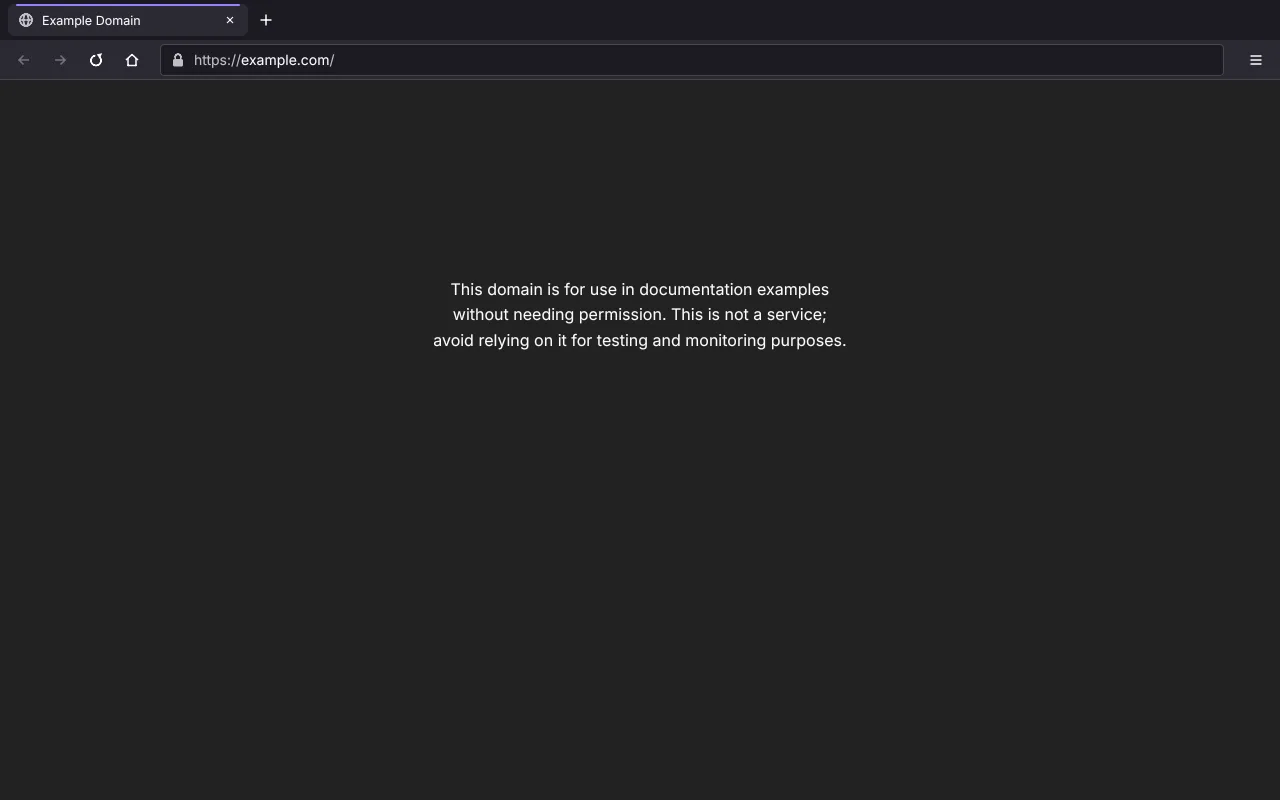 Example Domain
https://example.com/
This domain is for use in documentation examples
without needing permission. This is not a service;
avoid relying on it for testing and monitoring purposes.